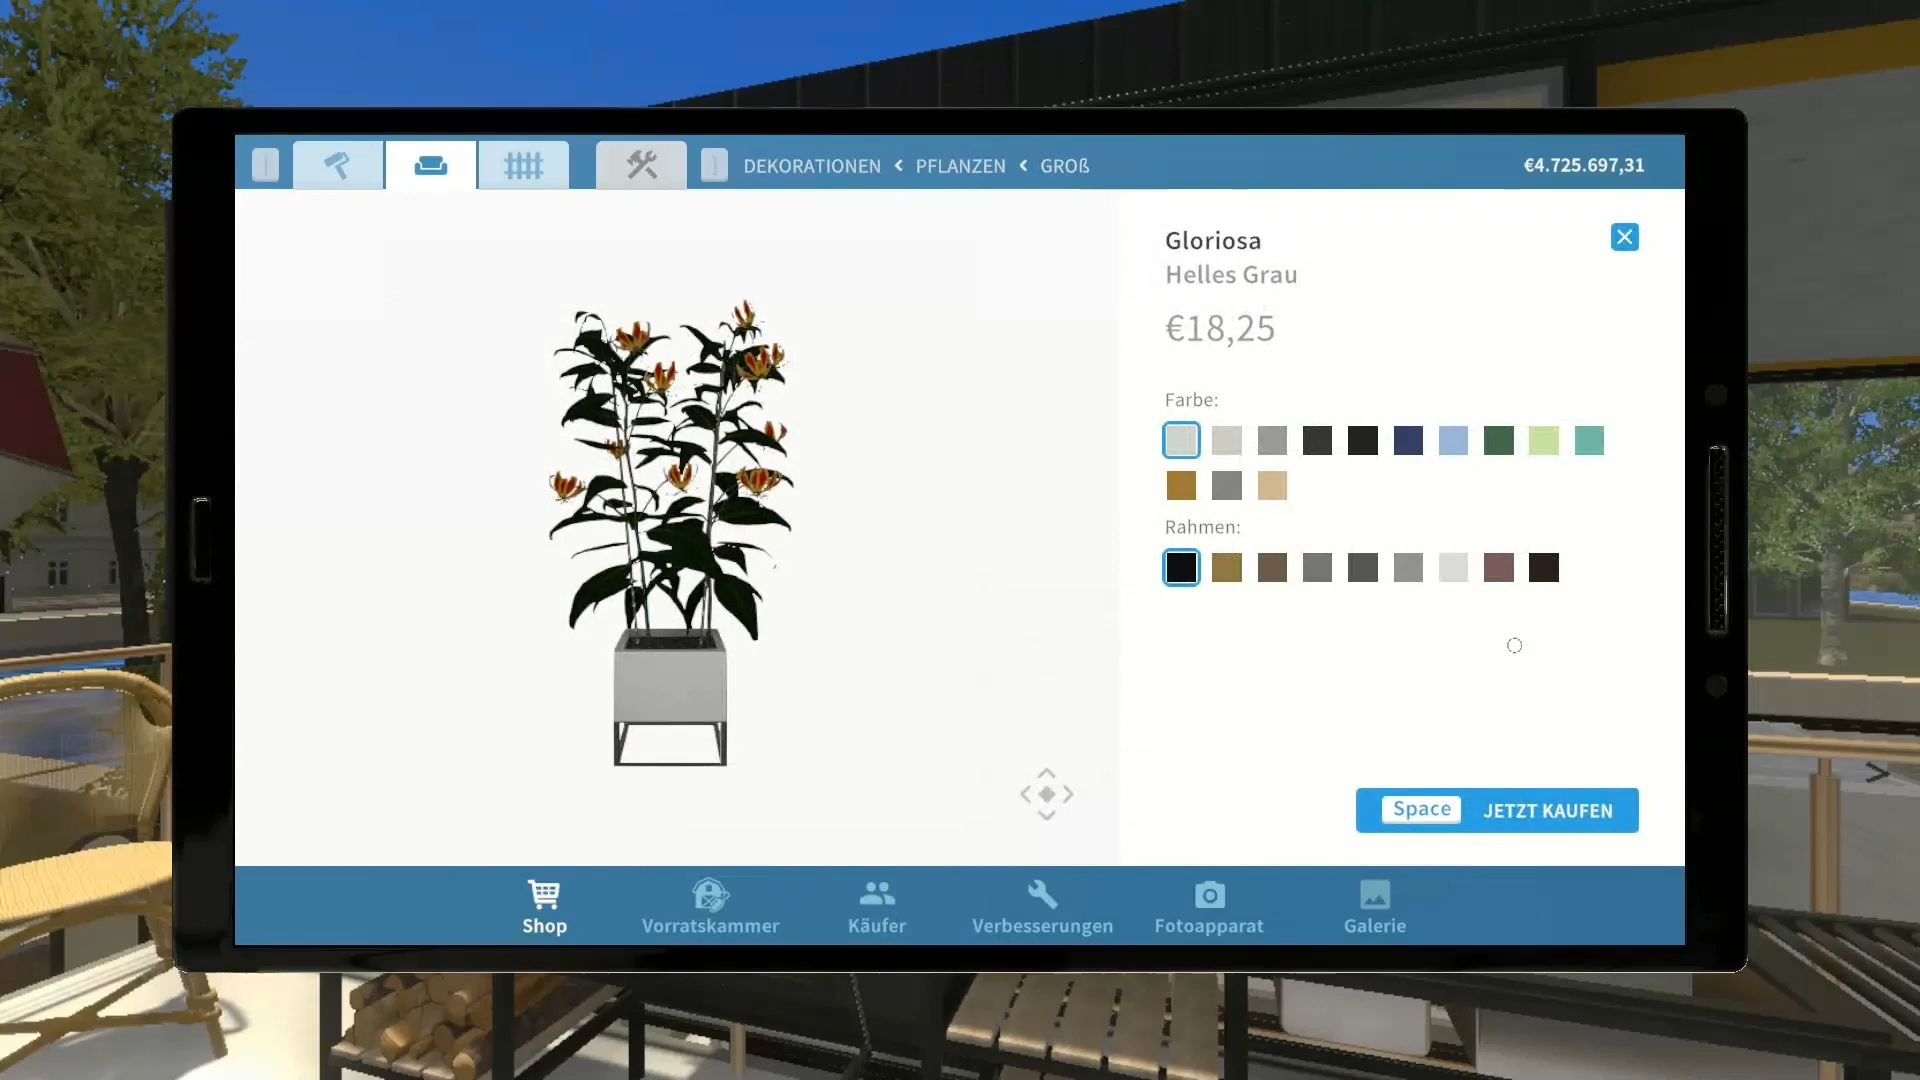 DEKORATIONEN < PFLANZEN < GROß
€4.725.697,31
Gloriosa
Helles Grau
€18,25
Farbe:
Rahmen:
Space JETZT KAUFEN
Shop
Vorratskammer
Käufer
Verbesserungen
Fotoapparat
Galerie